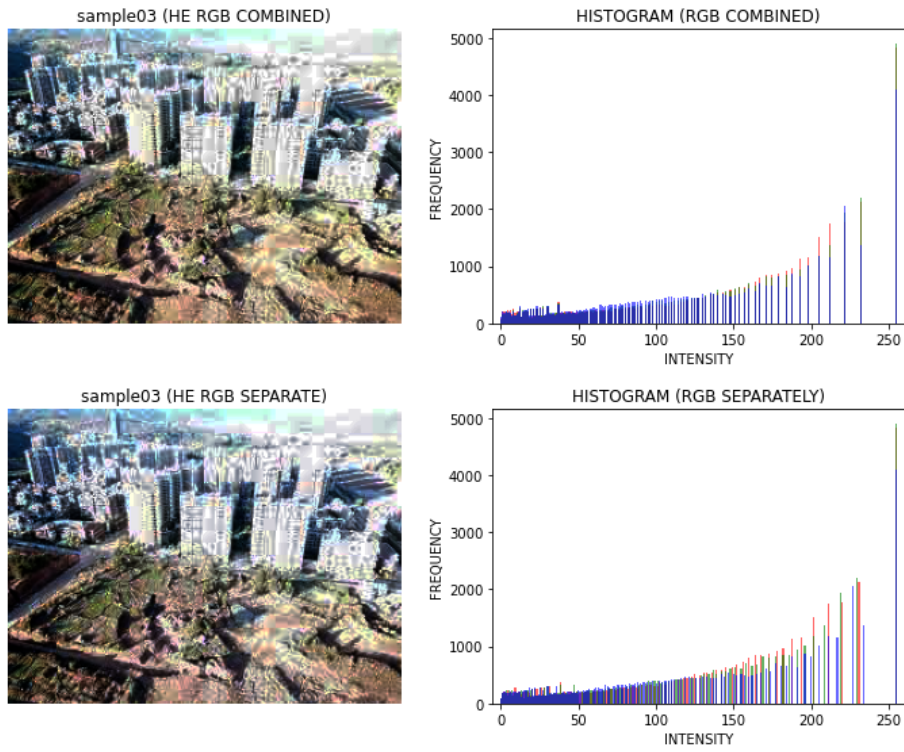 sample03 (HE RGB COMBINED)
HISTOGRAM (RGB COMBINED)
5000
4000
3000
2000
1000
0
FREQUENCY
0 50 100 150 200 250
INTENSITY
sample03 (HE RGB SEPARATE)
HISTOGRAM (RGB SEPARATELY)
5000
4000
3000
2000
1000
0
FREQUENCY
0 50 100 150 200 250
INTENSITY